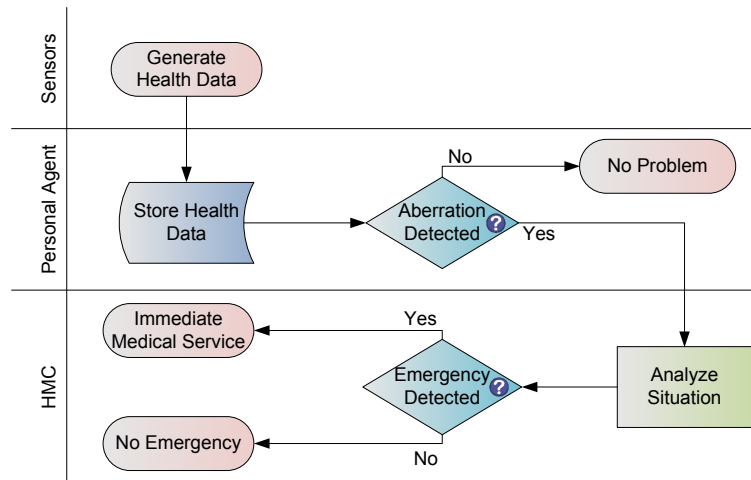 Sensors
Generate
Health Data
Personal Agent
Store Health
Data
Aberration
Detected
?
No
No Problem
Yes
HMC
Analyze
Situation
Emergency
Detected
?
Yes
Immediate
Medical Service
No
No Emergency